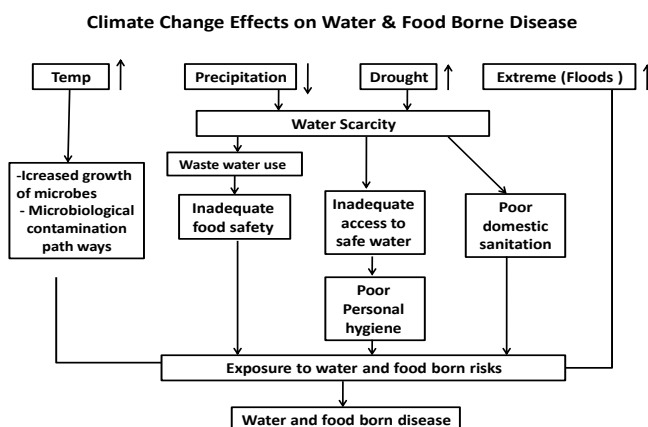 Climate Change Effects on Water & Food Borne Disease
Temp
Precipitation
Drought
Extreme (Floods )
Water Scarcity
Waste water use
-Icreased growth
of microbes
- Microbiological
contamination
path ways
Inadequate
food safety
Inadequate
access to
safe water
Poor
domestic
sanitation
Poor
Personal
hygiene
Exposure to water and food born risks
Water and food born disease